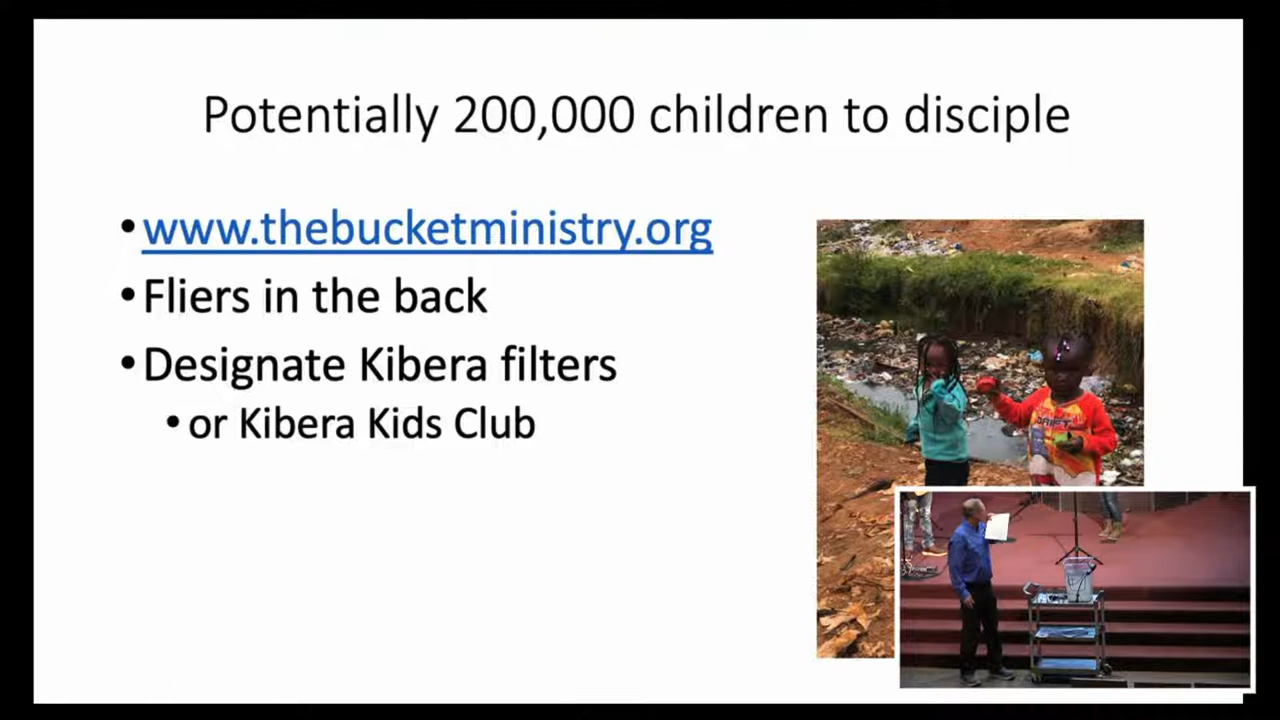 Potentially 200,000 children to disciple
•www.thebucketministry.org
•Fliers in the back
•Designate Kibera filters
•or Kibera Kids Club